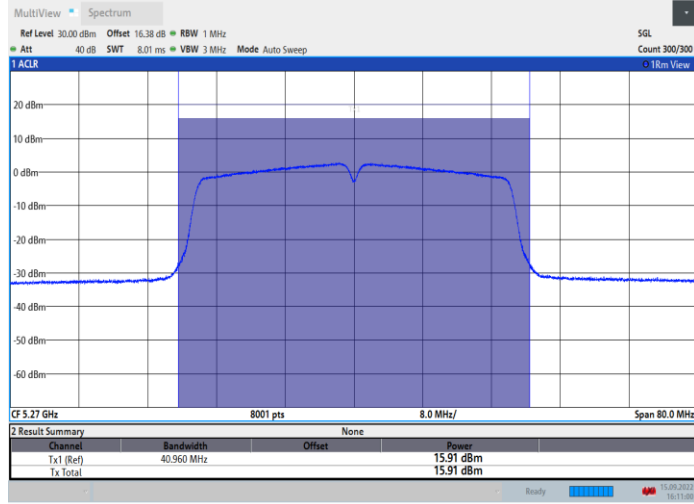 MultiView Spectrum
Ref Level 30.00 dBm Offset 16.38 dB RBW 1 MHz SGL
Att 40 dB SWT 8.01 ms VBW 3 MHz Mode Auto Sweep Count 300/300
1 ACLR 1Rm View
20 dBm
10 dBm
0 dBm
-10 dBm
-20 dBm
-30 dBm
-40 dBm
-50 dBm
-60 dBm
CF 5.27 GHz 8001 pts 8.0 MHz/ Span 80.0 MHz
2 Result Summary None
Channel Bandwidth Offset Power
Tx1 (Ref) 40.960 MHz 15.91 dBm
Tx Total 15.91 dBm
Ready 15.09.2022